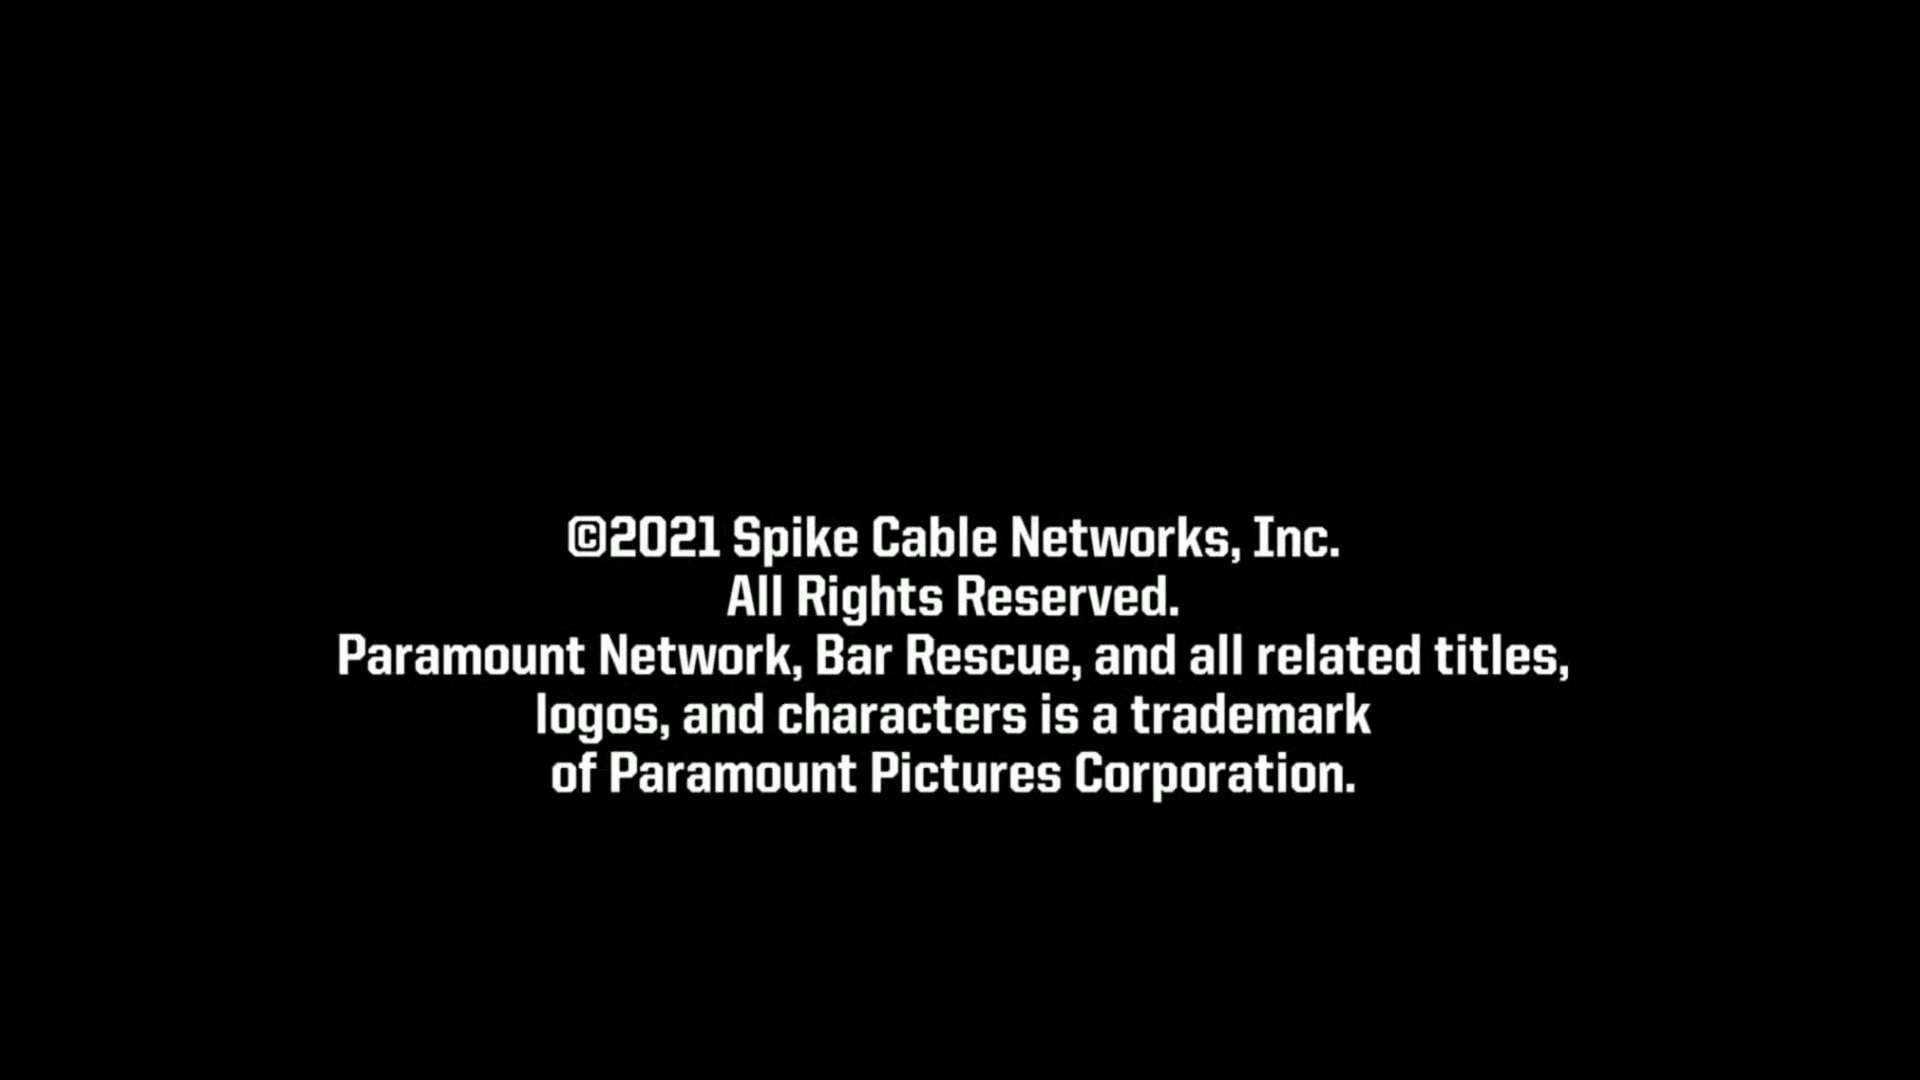 ©2021 Spike Cable Networks, Inc.
All Rights Reserved.
Paramount Network, Bar Rescue, and all related titles,
logos, and characters is a trademark
of Paramount Pictures Corporation.